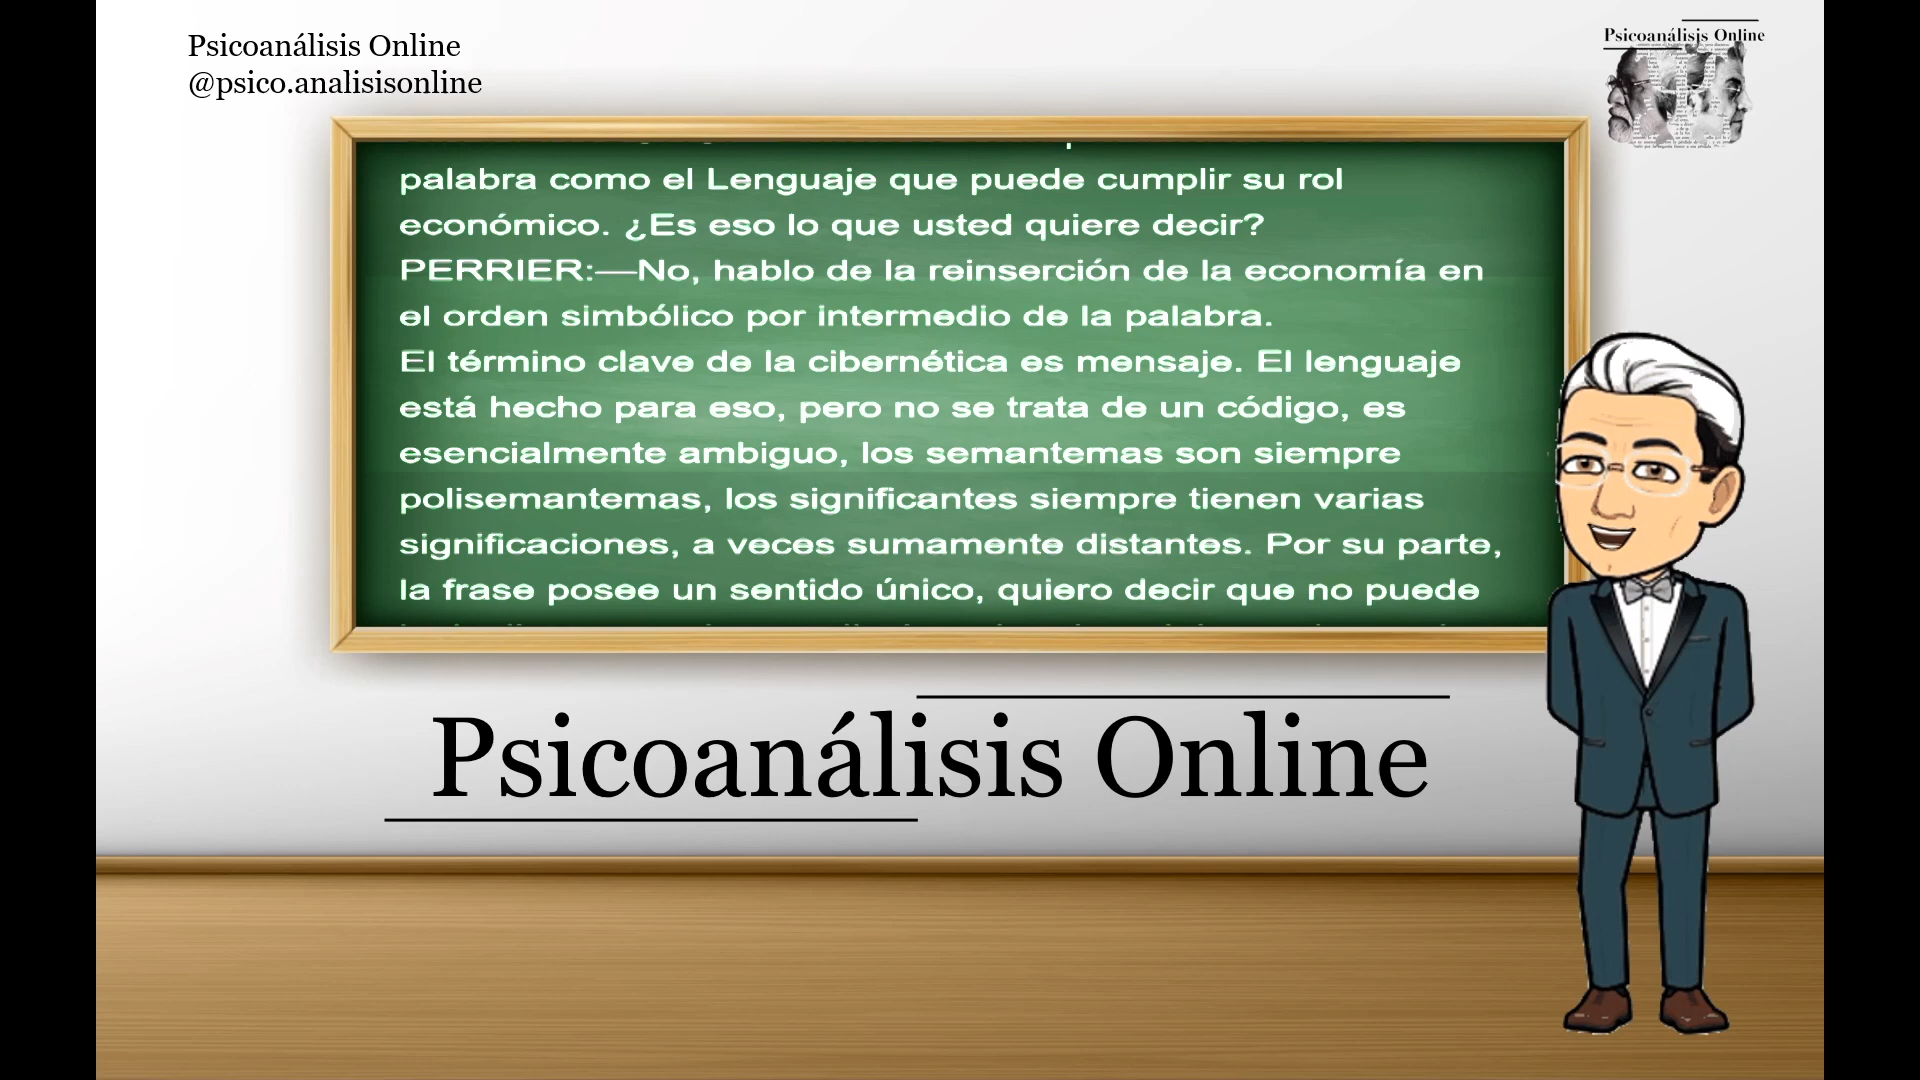 Psicoanálisis Online
@psico.analisisonline
Psicoanálisis Online
palabra como el Lenguaje que puede cumplir su rol
económico. ¿Es eso lo que usted quiere decir?
PERRIER:—No, hablo de la reinserción de la economía en
el orden simbólico por intermedio de la palabra.
El término clave de la cibernética es mensaje. El lenguaje
está hecho para eso, pero no se trata de un código, es
esencialmente ambiguo, los semantemas son siempre
polisemantemas, los significantes siempre tienen varias
significaciones, a veces sumamente distantes. Por su parte,
la frase posee un sentido único, quiero decir que no puede
Psicoanálisis Online